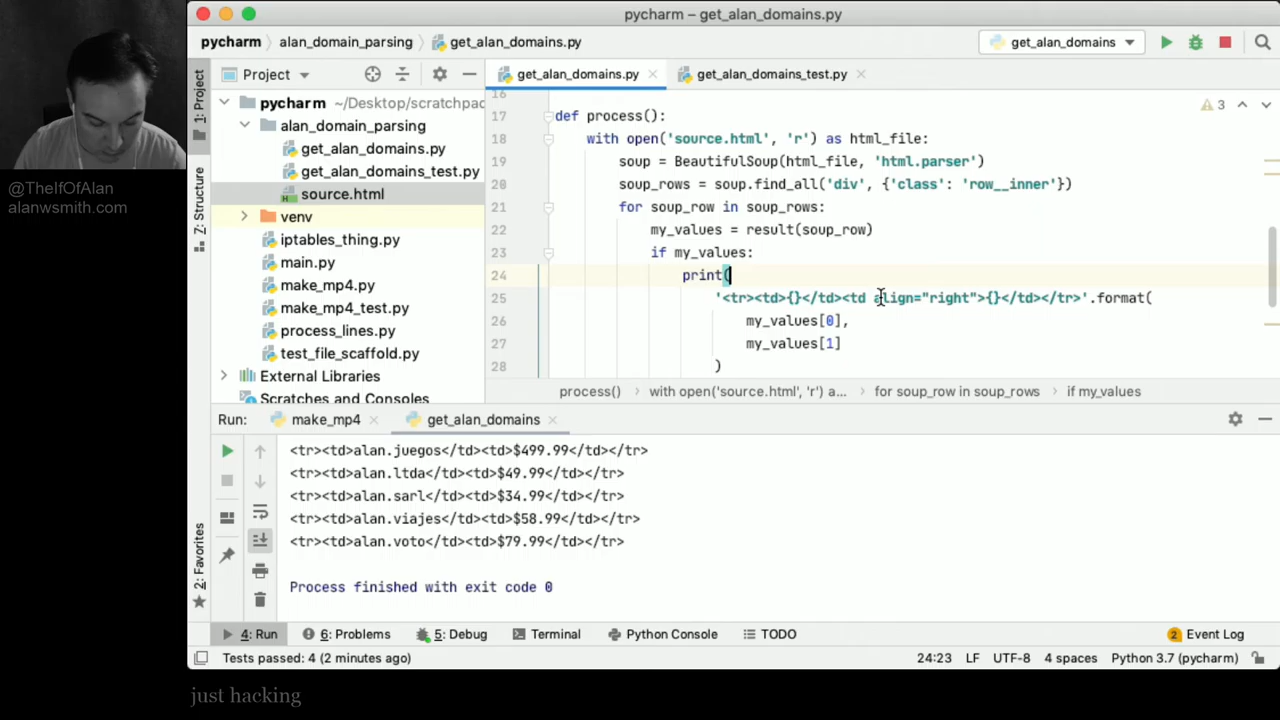 pycharm – get_alan_domains.py
pycharm
alan_domain_parsing
get_alan_domains.py
get_alan_domains
1: Project
Project
get_alan_domains.py
get_alan_domains_test.py
pycharm ~/Desktop/scratchpac
alan_domain_parsing
get_alan_domains.py
get_alan_domains_test.py
source.html
venv
iptables_thing.py
main.py
make_mp4.py
make_mp4_test.py
process_lines.py
test_file_scaffold.py
External Libraries
Scratches and Consoles
7: Structure
2: Favorites
@TheIfOfAlan
alanwsmith.com
3
16
17 def process():
18 with open('source.html', 'r') as html_file:
19 soup = BeautifulSoup(html_file, 'html.parser')
20 soup_rows = soup.find_all('div', {'class': 'row__inner'})
21 for soup_row in soup_rows:
22 my_values = result(soup_row)
23 if my_values:
24 print(
25 '<tr><td>{}</td><td align="right">{}</td></tr>'.format(
26 my_values[0],
27 my_values[1]
28 )
process()
with open('source.html', 'r') a...
for soup_row in soup_rows
if my_values
Run:
make_mp4
get_alan_domains
<tr><td>alan.juegos</td><td>$499.99</td></tr>
<tr><td>alan.ltda</td><td>$49.99</td></tr>
<tr><td>alan.sarl</td><td>$34.99</td></tr>
<tr><td>alan.viajes</td><td>$58.99</td></tr>
<tr><td>alan.voto</td><td>$79.99</td></tr>
Process finished with exit code 0
4: Run
6: Problems
5: Debug
Terminal
Python Console
TODO
2 Event Log
Tests passed: 4 (2 minutes ago)
24:23
LF
UTF-8
4 spaces
Python 3.7 (pycharm)
just hacking